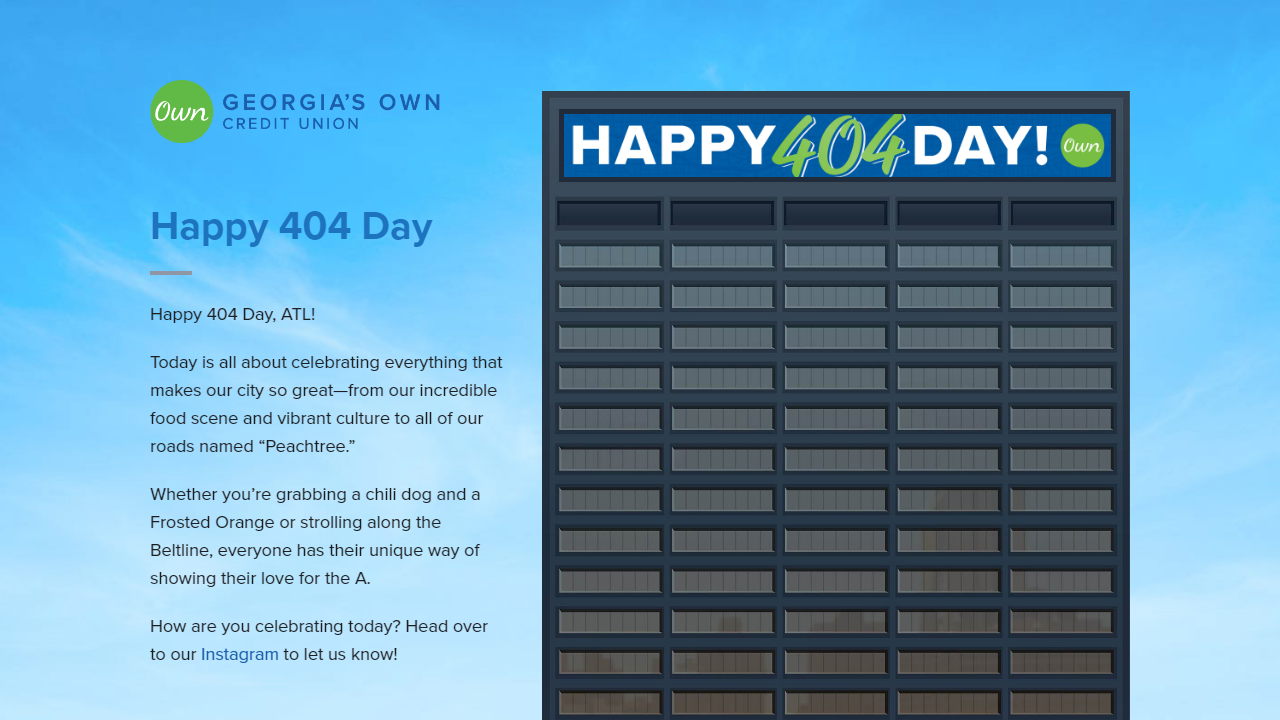 Own
GEORGIA'S OWN
CREDIT UNION
Happy 404 Day
Happy 404 Day, ATL!
Today is all about celebrating everything that
makes our city so great—from our incredible
food scene and vibrant culture to all of our
roads named “Peachtree.”
Whether you’re grabbing a chili dog and a
Frosted Orange or strolling along the
Beltline, everyone has their unique way of
showing their love for the A.
How are you celebrating today? Head over
to our Instagram to let us know!
HAPPY 404 DAY! Own